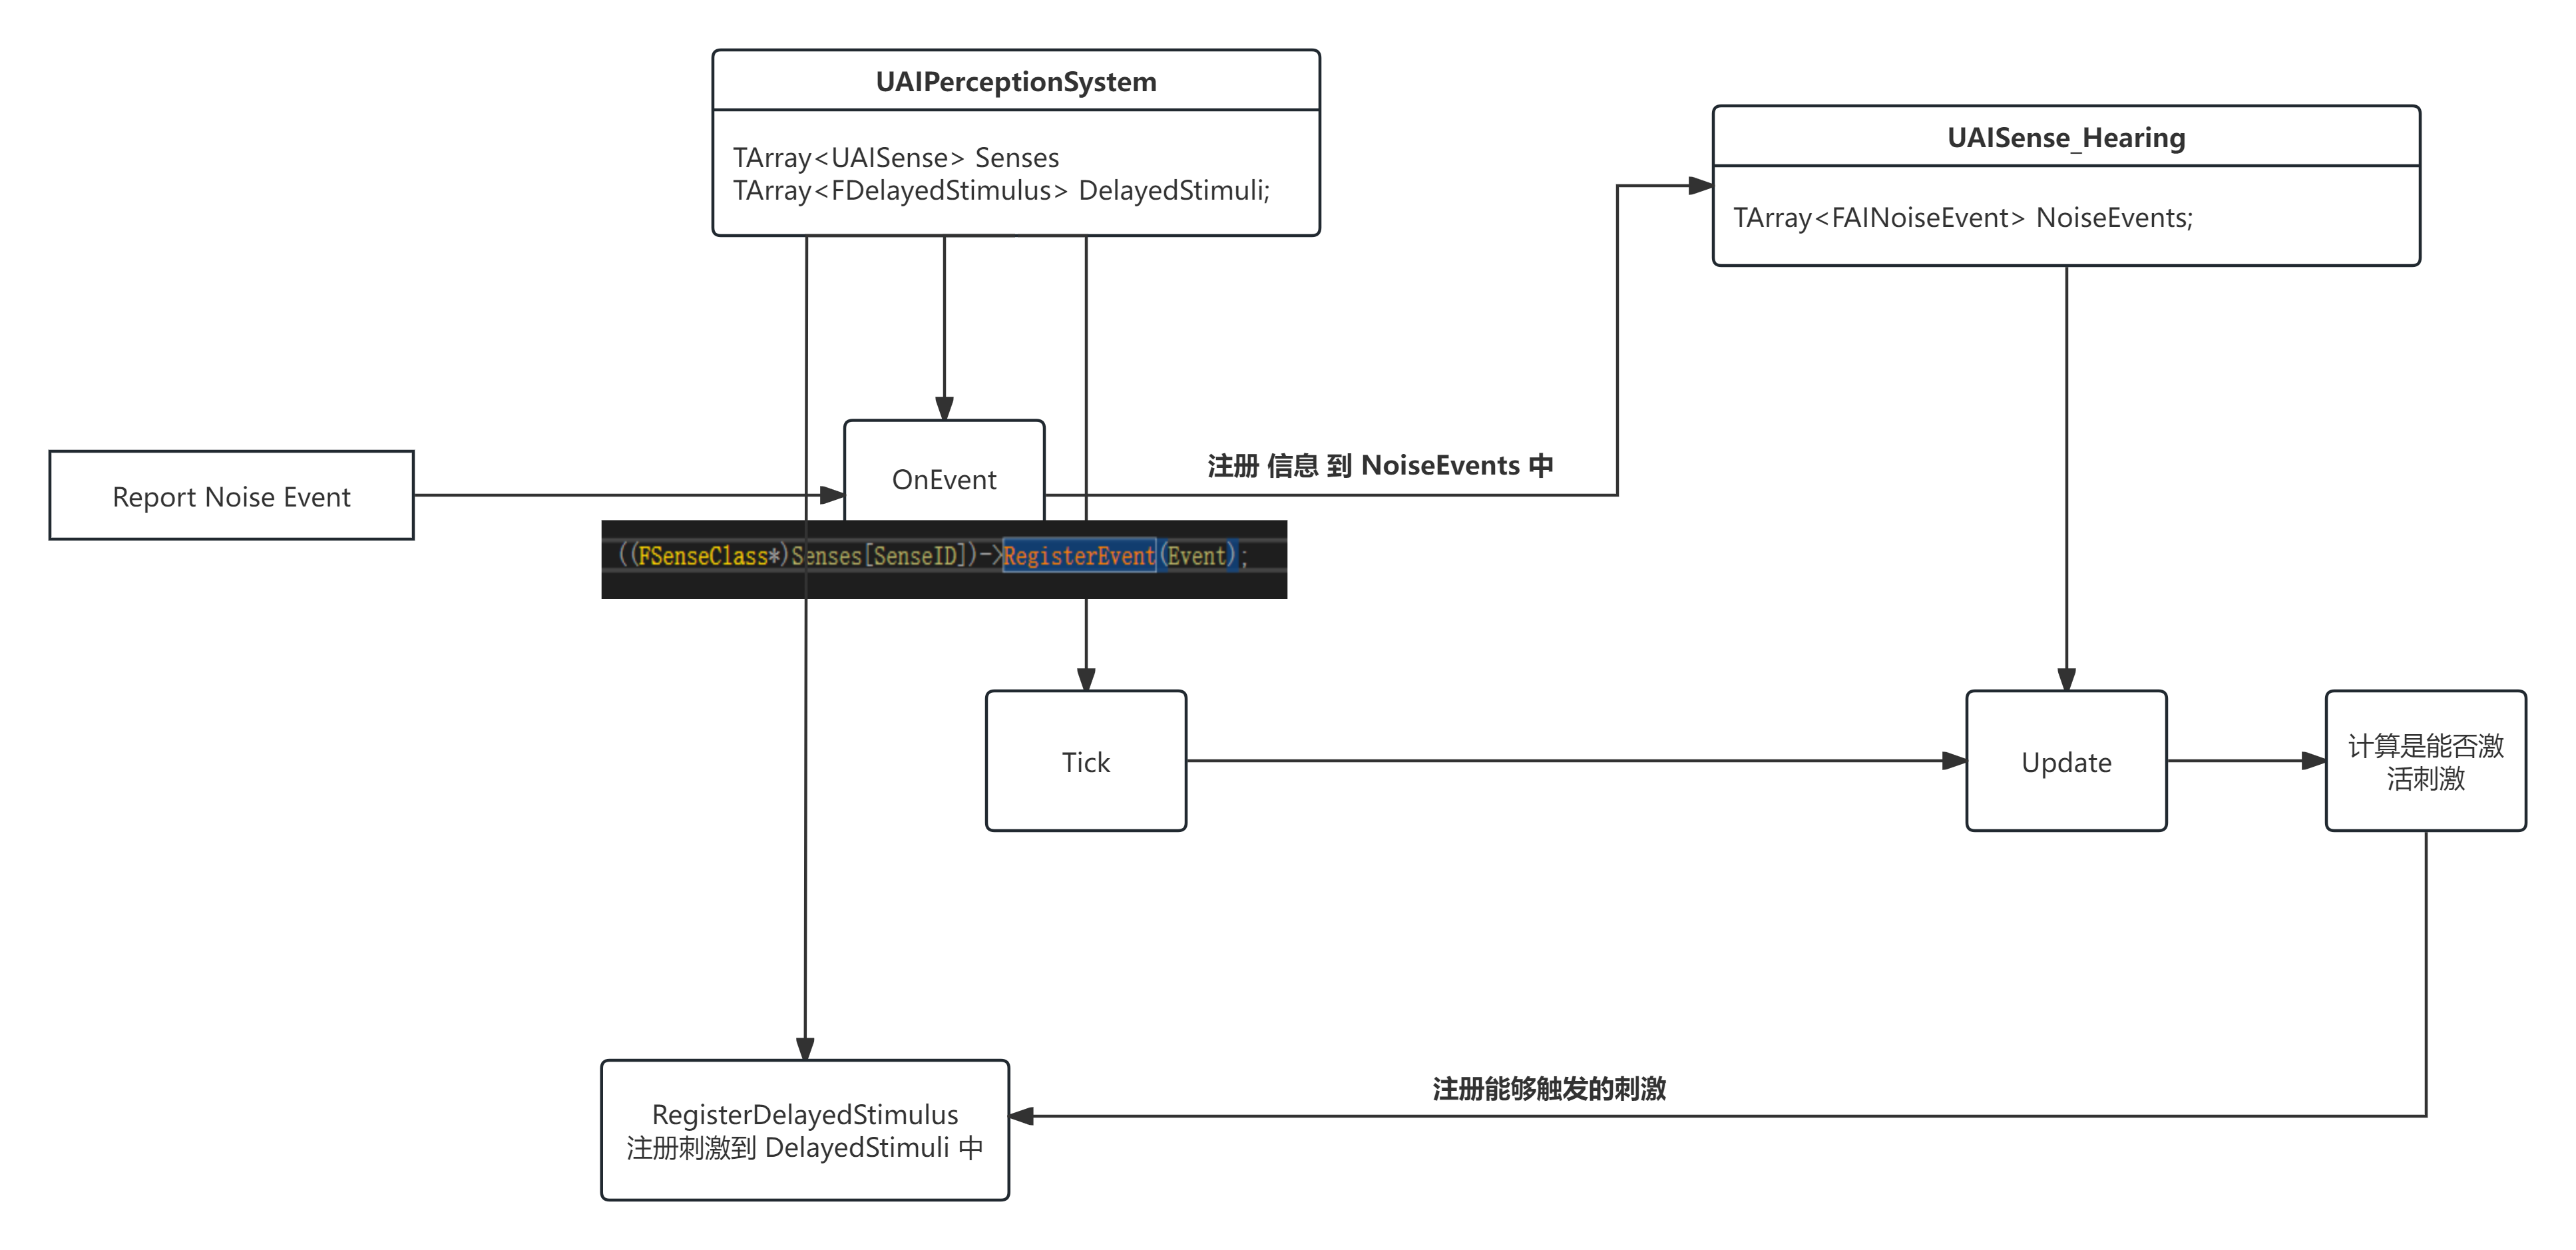 UAIPerceptionSystem
TArray<UAISense> Senses
TArray<FDelayedStimulus> DelayedStimuli;
UAISense_Hearing
TArray<FAINoiseEvent> NoiseEvents;
Report Noise Event
OnEvent
注册 信息 到 NoiseEvents 中
((FSenseClass*)Senses[SenseID])->RegisterEvent(Event);
Tick
Update
计算是能否激
活刺激
注册能够触发的刺激
RegisterDelayedStimulus
注册刺激到 DelayedStimuli 中